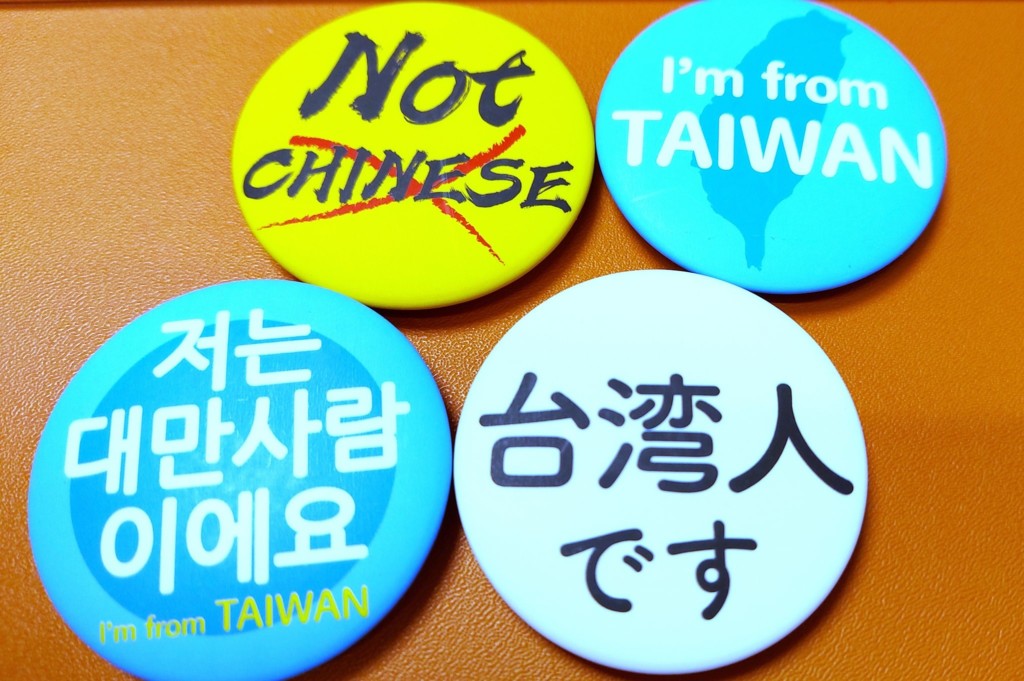 Not
CHINESE
I'm from
TAIWAN
저는
대만사람
이에요
I'm from TAIWAN
台湾人
です